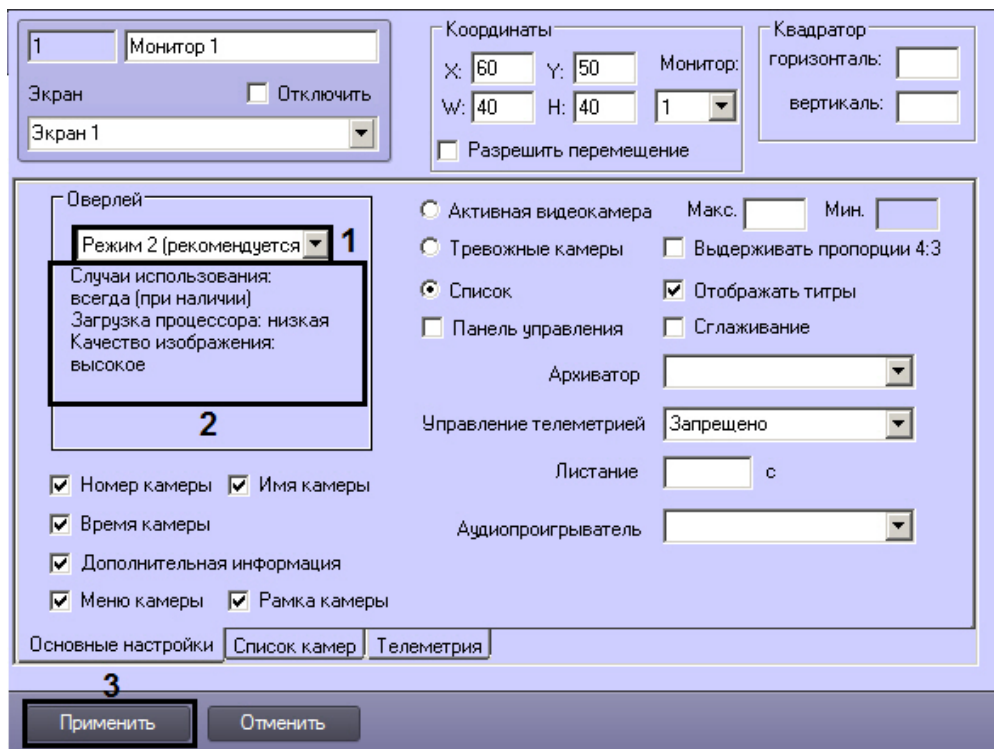 1 Монитор 1
Экран Отключить
Экран 1
Координаты
X: 60 Y: 50 Монитор:
W: 40 H: 40 1
Разрешить перемещение
Квадратор
горизонталь:
вертикаль:
Оверлей
Режим 2 (рекомендуется 1
Случаи использования:
всегда (при наличии)
Загрузка процессора: низкая
Качество изображения:
высокое
2
Номер камеры Имя камеры
Время камеры
Дополнительная информация
Меню камеры Рамка камеры
Активная видеокамера Макс. Мин.
Тревожные камеры Выдерживать пропорции 4:3
Список Отображать титры
Панель управления Сглаживание
Архиватор
Управление телеметрией Запрещено
Листание с
Аудиопроигрыватель
Основные настройки Список камер Телеметрия
3
Применить Отменить